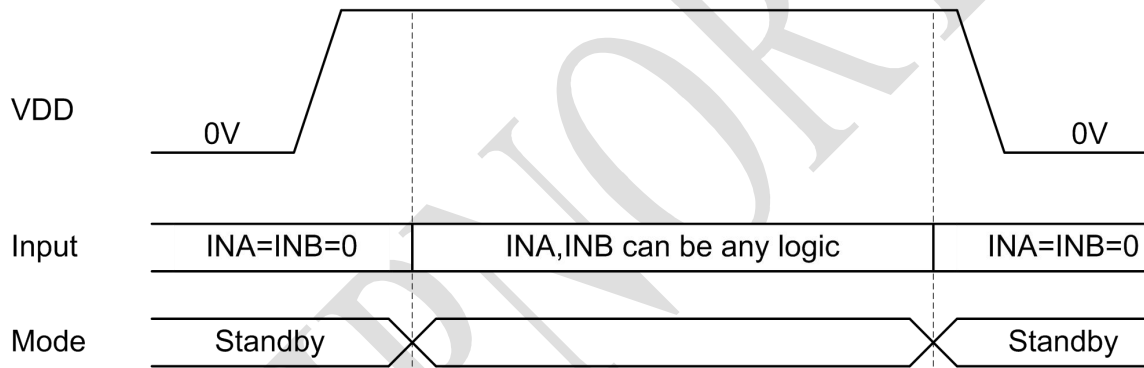 VDD
0V
0V
Input
INA=INB=0
INA,INB can be any logic
INA=INB=0
Mode
Standby
Standby